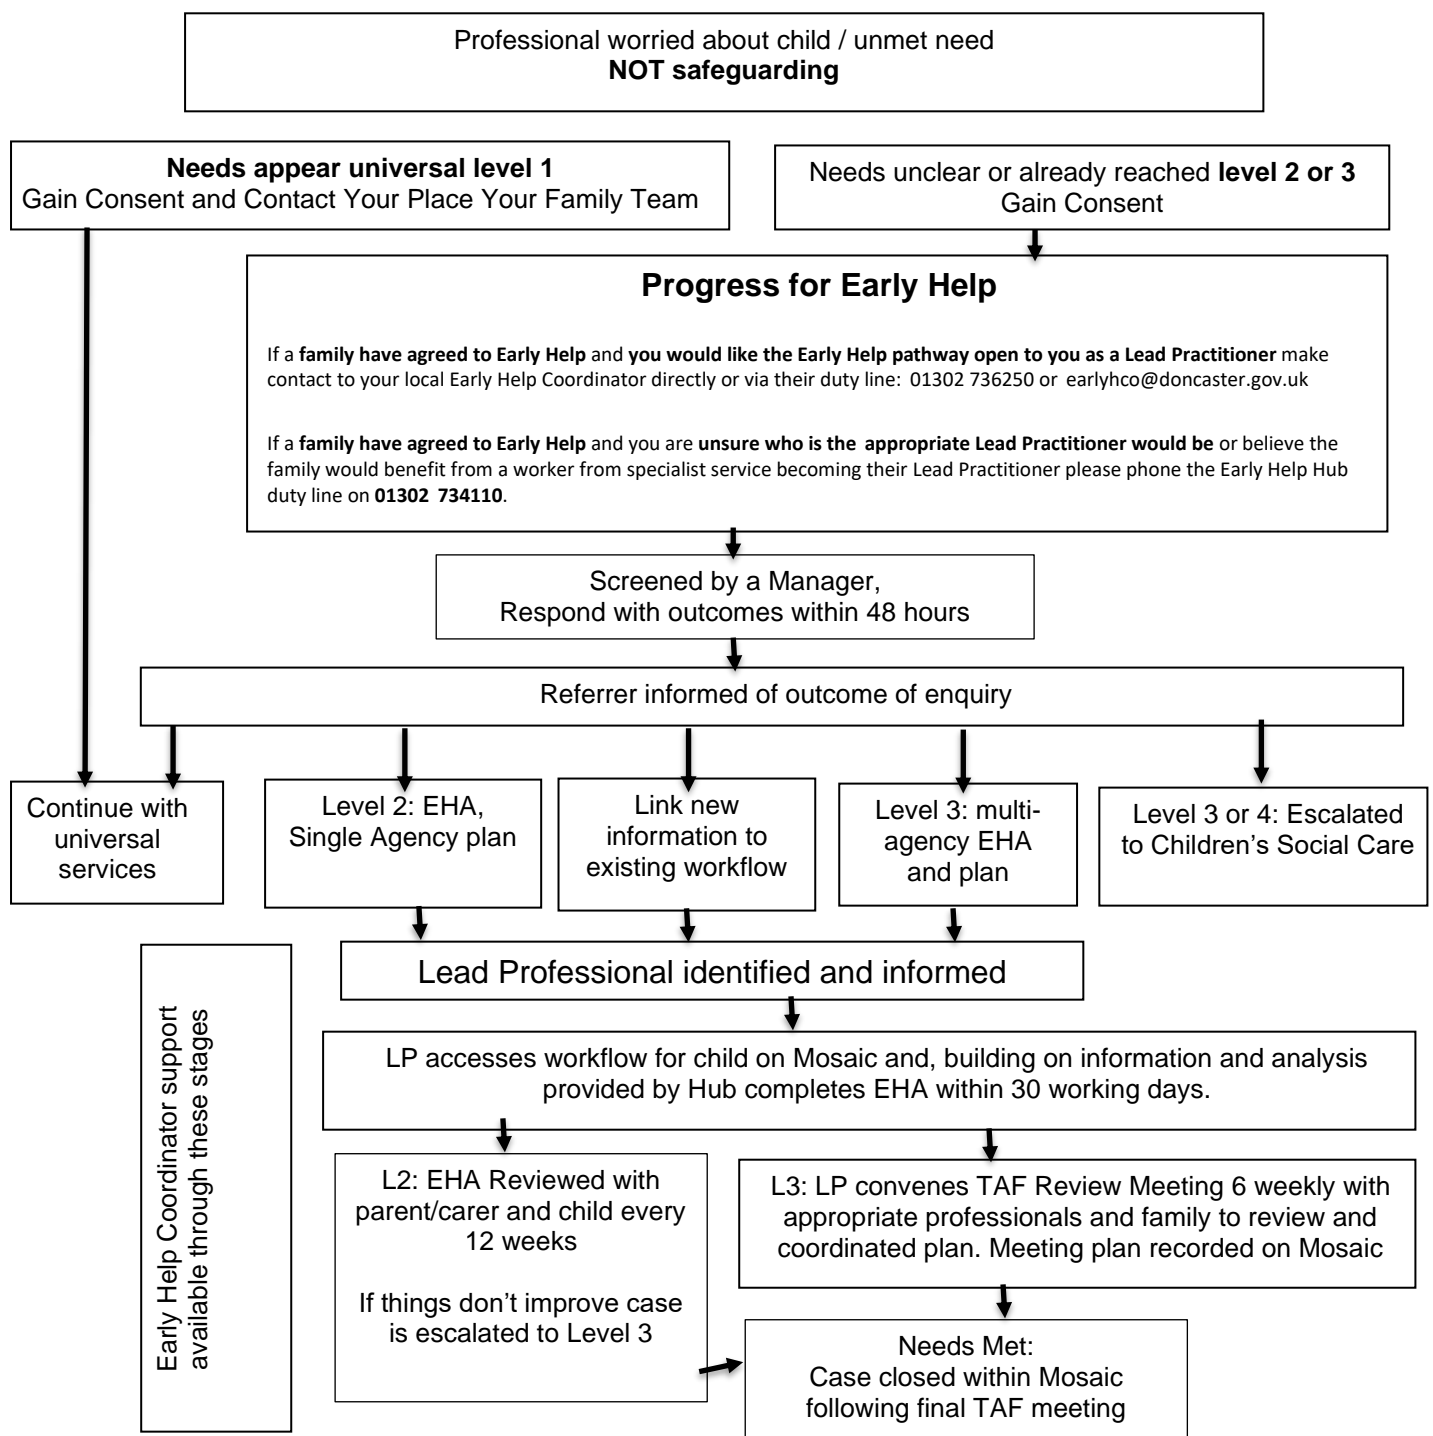 Professional worried about child / unmet need
NOT safeguarding
Needs appear universal level 1
Gain Consent and Contact Your Place Your Family Team
Needs unclear or already reached level 2 or 3
Gain Consent
Progress for Early Help
If a family have agreed to Early Help and you would like the Early Help pathway open to you as a Lead Practitioner make
contact to your local Early Help Coordinator directly or via their duty line: 01302 736250 or earlyhco@doncaster.gov.uk
If a family have agreed to Early Help and you are unsure who is the appropriate Lead Practitioner would be or believe the
family would benefit from a worker from specialist service becoming their Lead Practitioner please phone the Early Help Hub
duty line on 01302 734110.
Screened by a Manager,
Respond with outcomes within 48 hours
Referrer informed of outcome of enquiry
Continue with
universal
services
Level 2: EHA,
Single Agency plan
Link new
information to
existing workflow
Level 3: multi-
agency EHA
and plan
Level 3 or 4: Escalated
to Children’s Social Care
Lead Professional identified and informed
Early Help Coordinator support
available through these stages
LP accesses workflow for child on Mosaic and, building on information and analysis
provided by Hub completes EHA within 30 working days.
L2: EHA Reviewed with
parent/carer and child every
12 weeks
If things don’t improve case
is escalated to Level 3
L3: LP convenes TAF Review Meeting 6 weekly with
appropriate professionals and family to review and
coordinated plan. Meeting plan recorded on Mosaic
Needs Met:
Case closed within Mosaic
following final TAF meeting